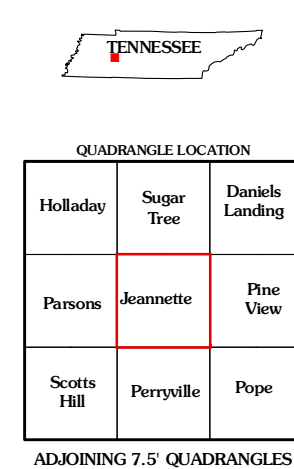 TENNESSEE
QUADRANGLE LOCATION
Holladay
Sugar
Tree
Daniels
Landing
Parsons
Jeannette
Pine
View
Scotts
Hill
Perryville
Pope
ADJOINING 7.5' QUADRANGLES